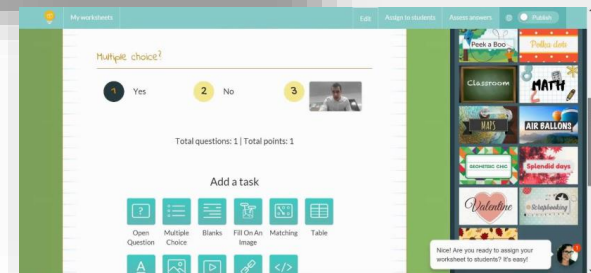 My worksheets Edit Assign to students Assess answers Publish
Multiple choice?
1 Yes 2 No 3
Total questions: 1 | Total points: 1
Add a task
?
Open Question
Multiple Choice
Blanks
Fill On An Image
Matching
Table
A
</>
Peek a Boo
Polka dots
Classroom
MATH
MAPS
AIR BALLONS
GEOMETRIC CHIC
Splendid days
Valentine
Scrapbooking
Nice! Are you ready to assign your
worksheet to students? It's easy!
1